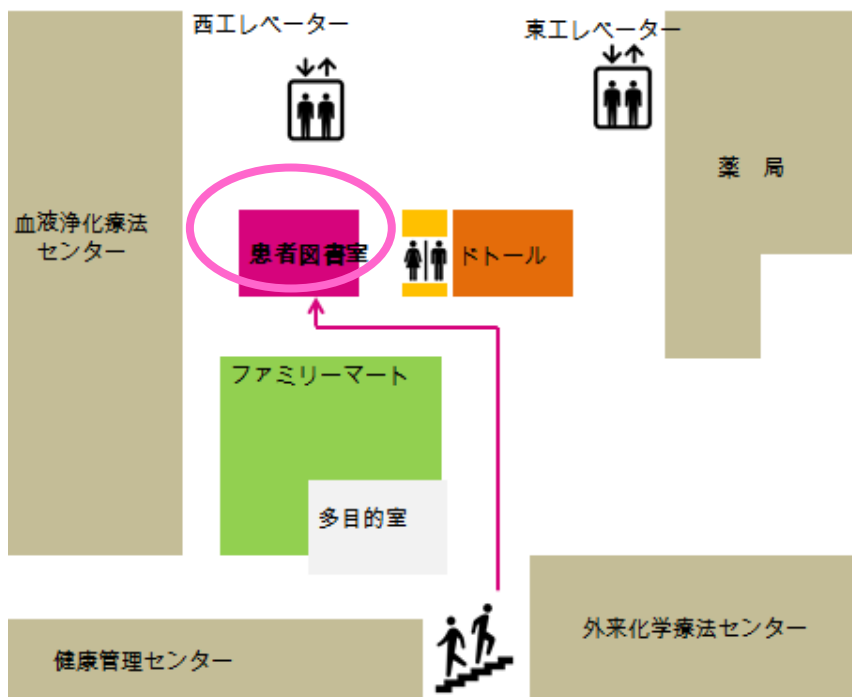 西エレベーター
東エレベーター
薬　局
血液浄化療法
センター
患者図書室
ドトール
ファミリーマート
多目的室
外来化学療法センター
健康管理センター